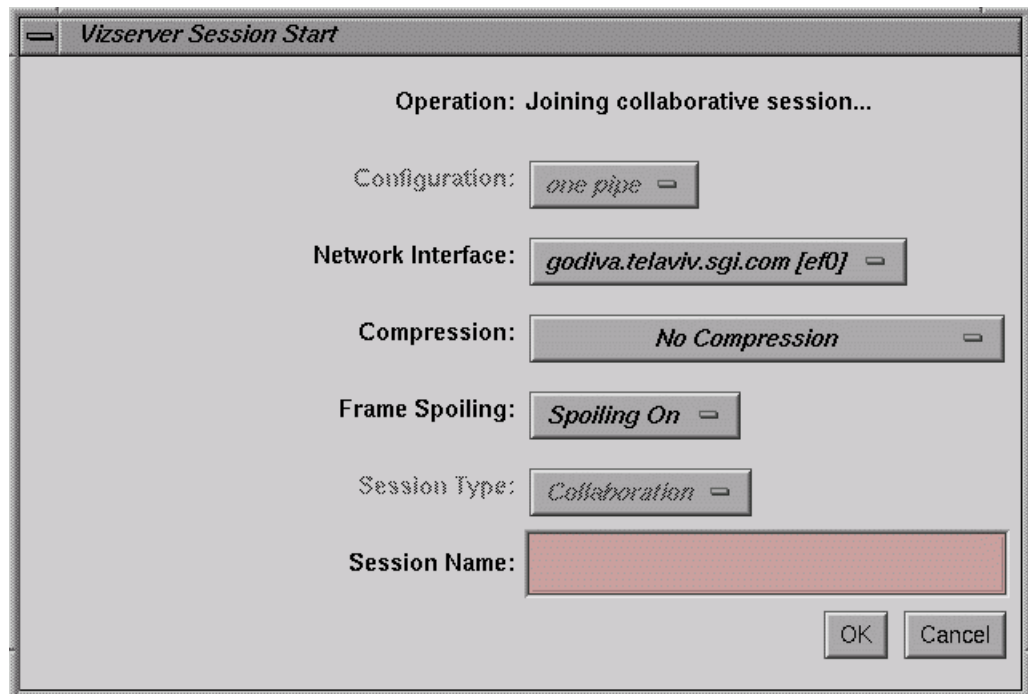 Vizserver Session Start
Operation: Joining collaborative session...
Configuration: one pipe
Network Interface: godiva.telaviv.sgi.com [ef0]
Compression: No Compression
Frame Spoiling: Spoiling On
Session Type: Collaboration
Session Name:
OK Cancel